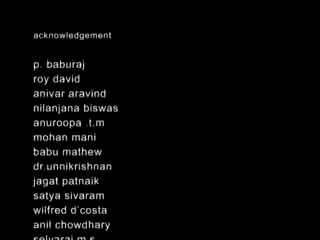 acknowledgement
p. baburaj
roy david
anivar aravind
nilanjana biswas
anuroopa .t.m
mohan mani
babu mathew
dr.unnikrishnan
jagat patnaik
satya sivaram
wilfred d'costa
anil chowdhary
selvaraj m s